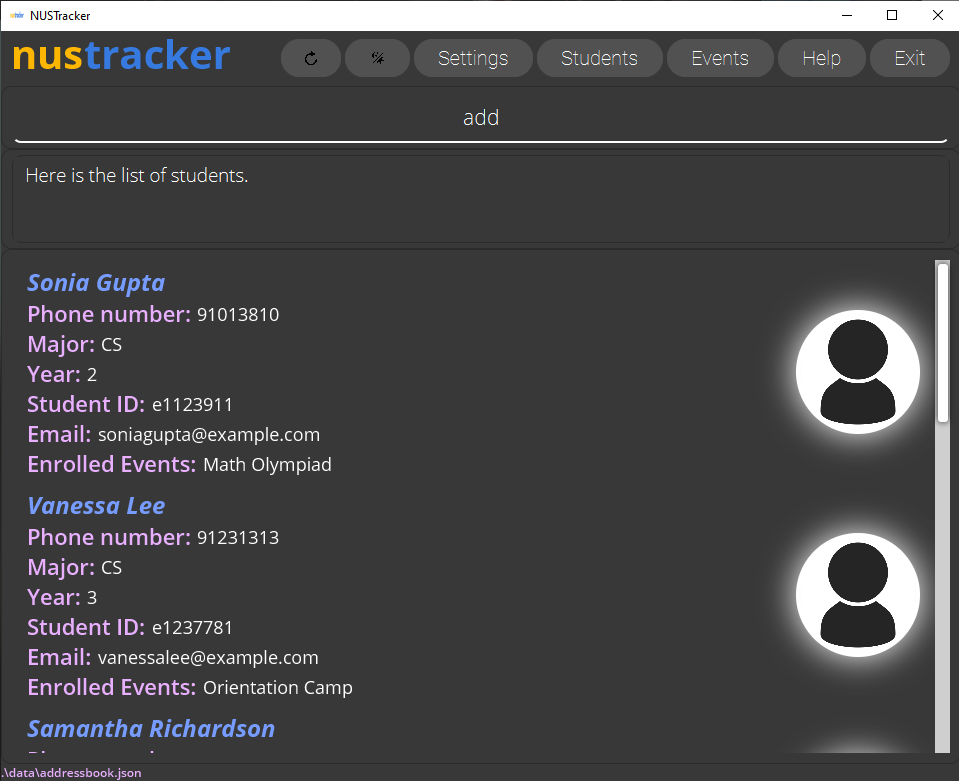 NUSTracker
nustracker
Settings Students Events Help Exit
add
Here is the list of students.
Sonia Gupta
Phone number: 91013810
Major: CS
Year: 2
Student ID: e1123911
Email: soniagupta@example.com
Enrolled Events: Math Olympiad
Vanessa Lee
Phone number: 91231313
Major: CS
Year: 3
Student ID: e1237781
Email: vanessalee@example.com
Enrolled Events: Orientation Camp
Samantha Richardson
.\data\addressbook.json